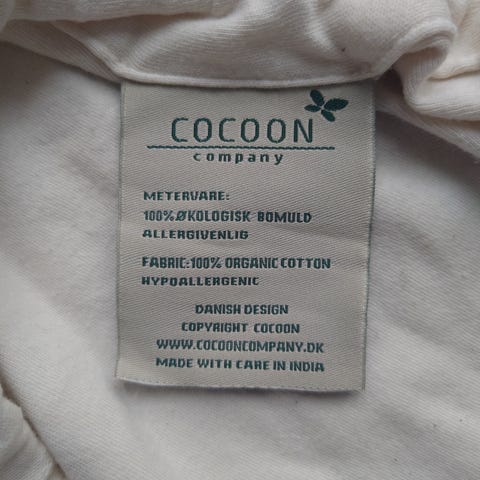 COCOON
company
METERVARE:
100% ØKOLOGISK BOMULD
ALLERGIVENLIG
FABRIC:100% ORGANIC COTTON
HYPOALLERGENIC
DANISH DESIGN
COPYRIGHT COCOON
WWW.COCOONCOMPANY.DK
MADE WITH CARE IN INDIA